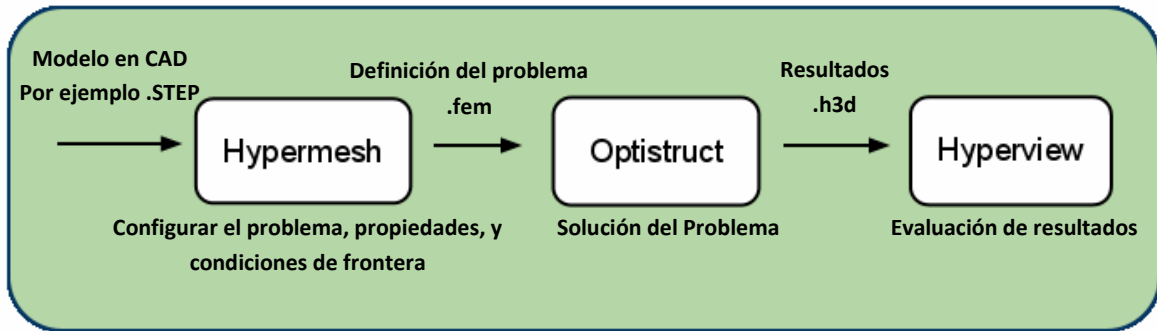 Modelo en CAD
Por ejemplo .STEP
Definición del problema
.fem
Resultados
.h3d
Hypermesh
Optistruct
Hyperview
Configurar el problema, propiedades, y
condiciones de frontera
Solución del Problema
Evaluación de resultados